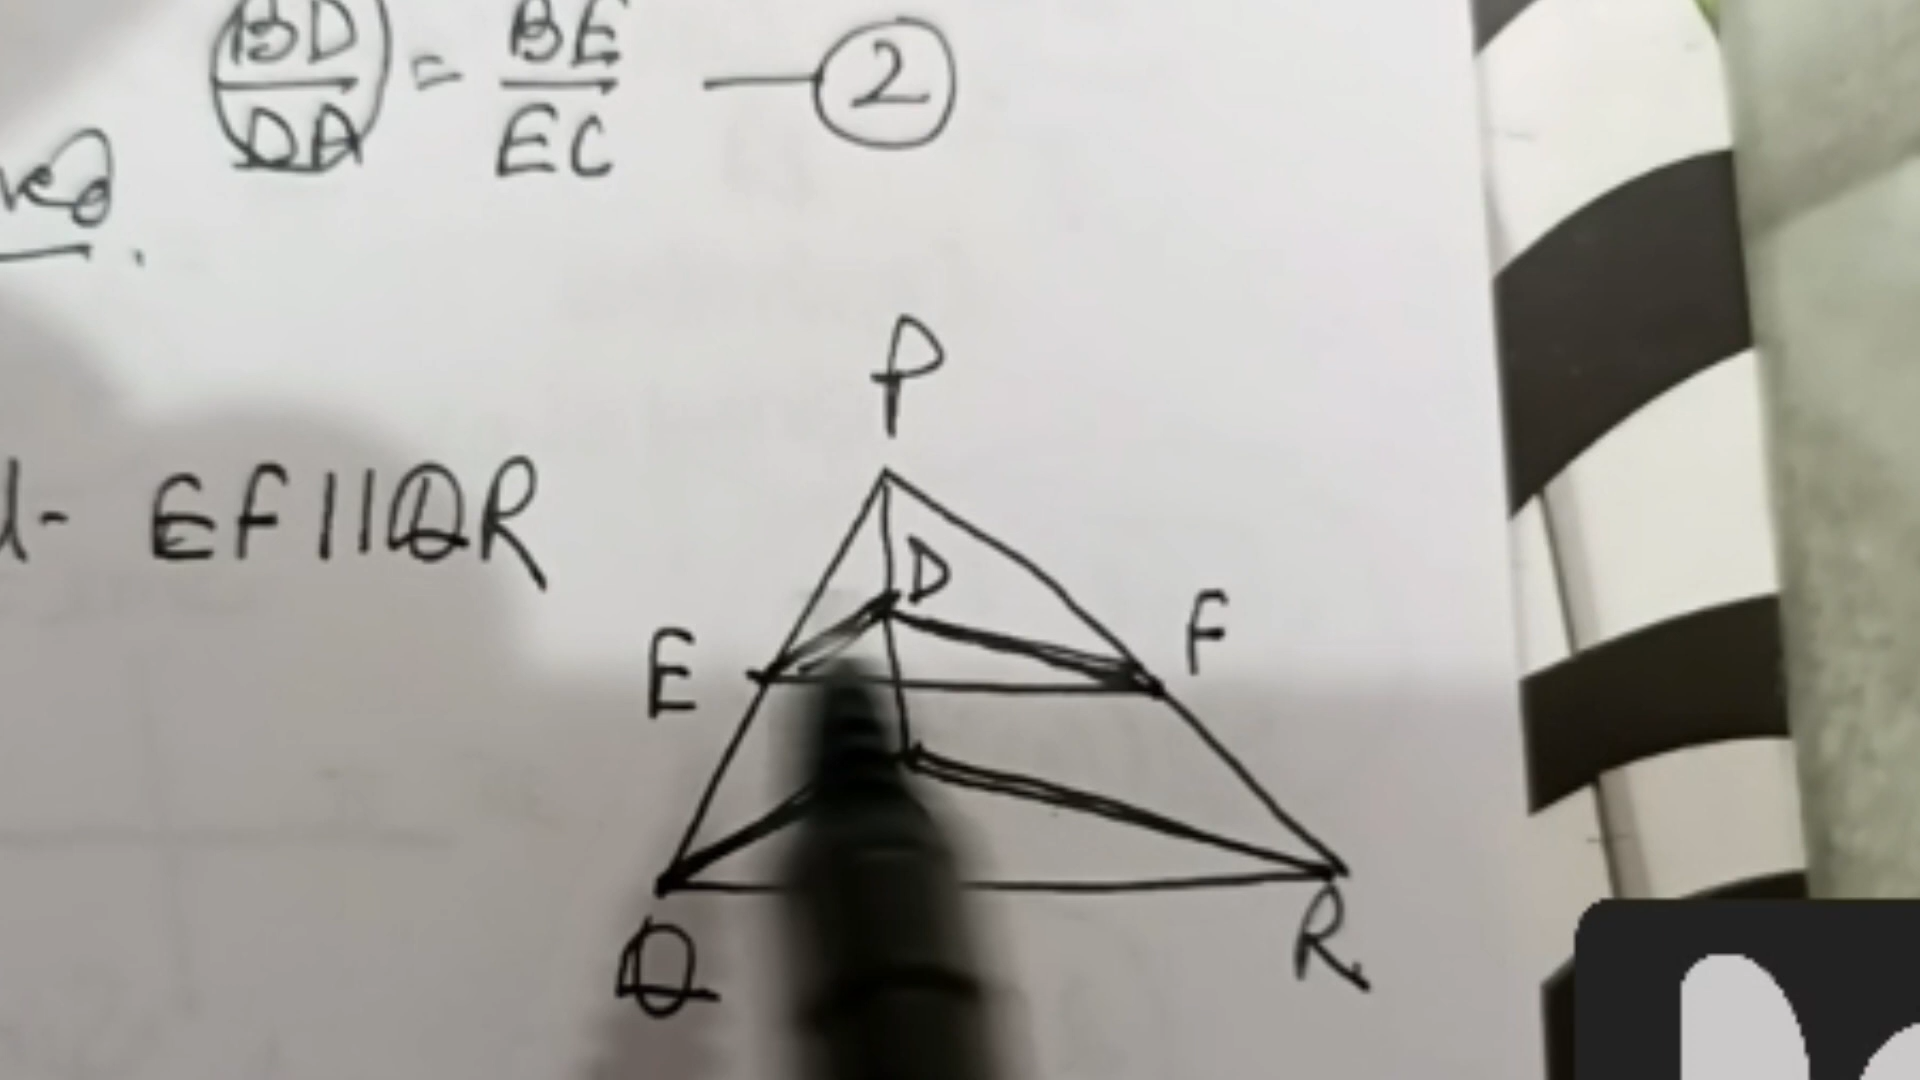 BD/DA = BE/EC — 2
EF||QR
P
D
E
F
Q
R